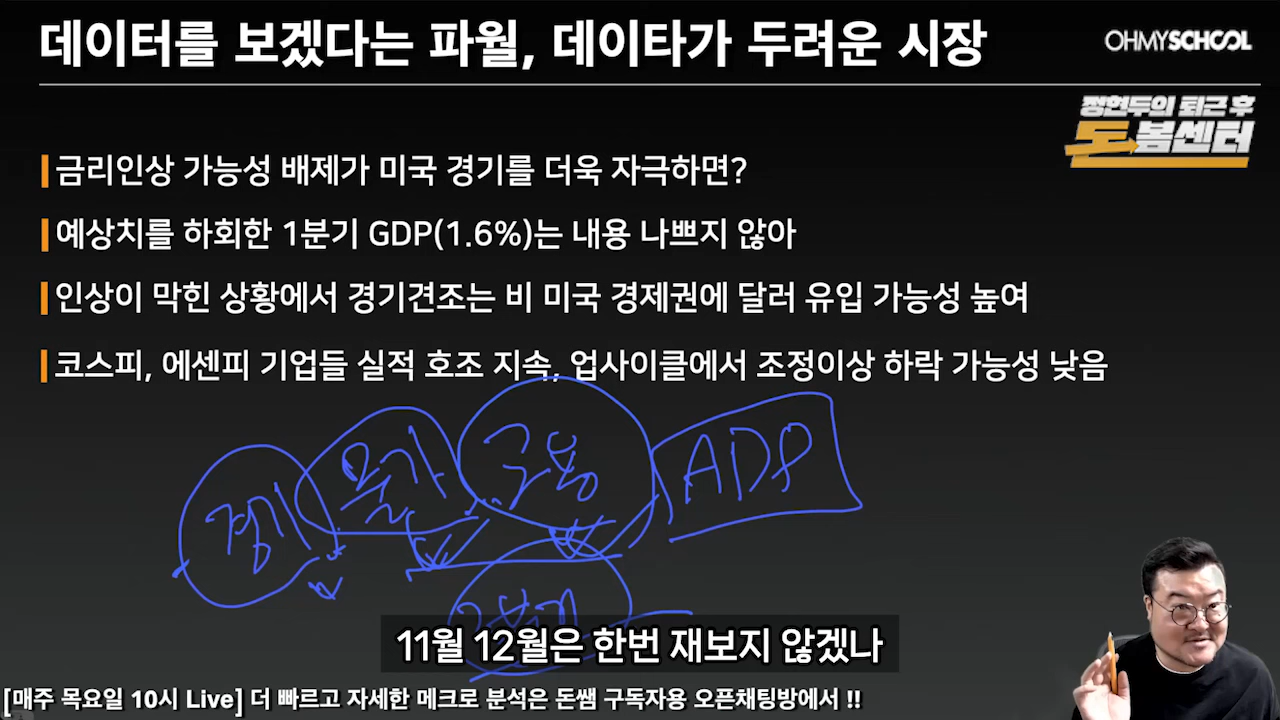 데이터를 보겠다는 파월, 데이타가 두려운 시장
OHMYSCHOOL
정언두의 퇴근 후
돈봄센터
금리인상 가능성 배제가 미국 경기를 더욱 자극하면?
예상치를 하회한 1분기 GDP(1.6%)는 내용 나쁘지 않아
인상이 막힌 상황에서 경기견조는 비 미국 경제권에 달러 유입 가능성 높여
코스피, 에센피 기업들 실적 호조 지속, 업사이클에서 조정이상 하락 가능성 낮음
경기 물가 고용 ADP
11월 12월은 한번 재보지 않겠나
[매주 목요일 10시 Live] 더 빠르고 자세한 메크로 분석은 돈쌤 구독자용 오픈채팅방에서 !!